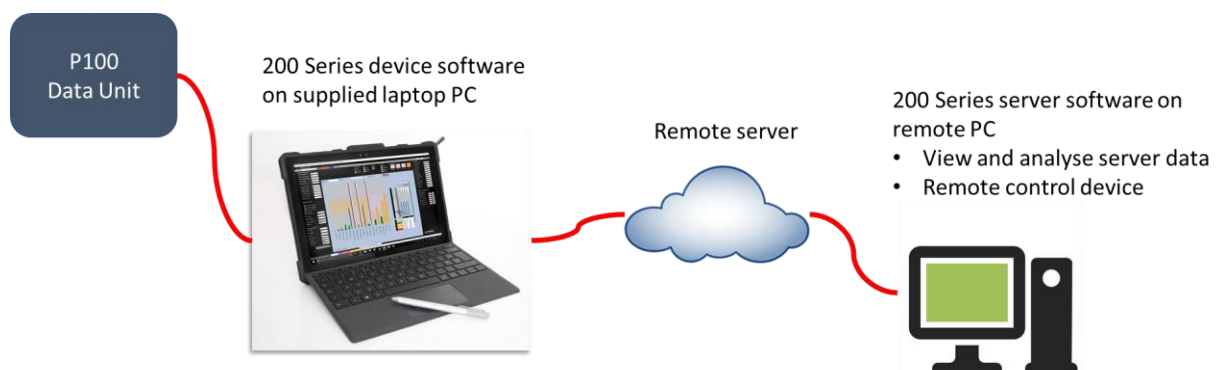 P100
Data Unit
200 Series device software
on supplied laptop PC
Remote server
200 Series server software on
remote PC
• View and analyse server data
• Remote control device